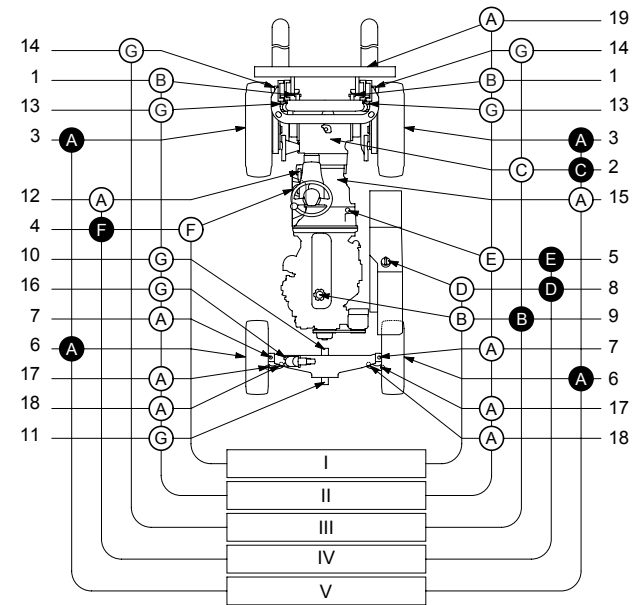 A 19
14 G G 14
1 B B 1
13 G G 13
3 A A 3
C C 2
12 A A 15
4 F F
10 G E E 5
16 G D D 8
7 A B B 9
6 A A 7
17 A A 6
18 A A 17
11 G A 18
I
II
III
IV
V